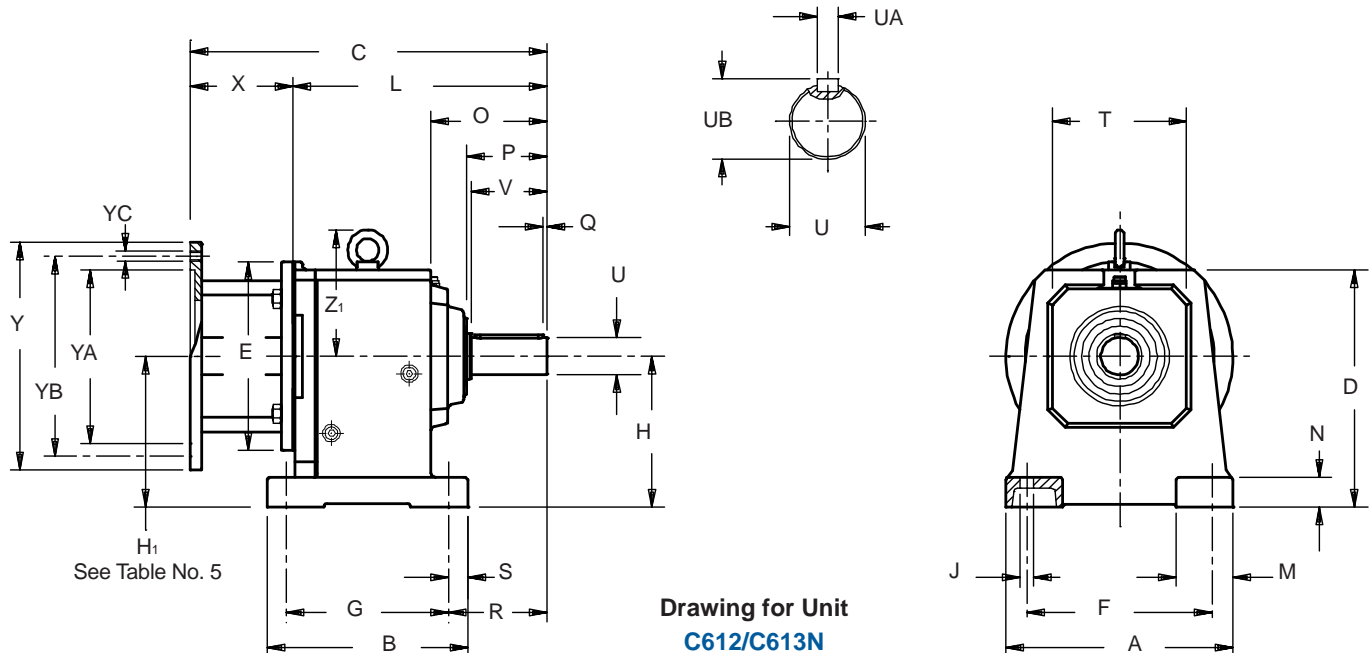 UA
C
X
L
O
UB
T
P
V
YC
Q
U
U
Z1
Y
YA
E
D
YB
H
N
H1
See Table No. 5
S
J
M
G
R
Drawing for Unit
F
B
C612/C613N
A